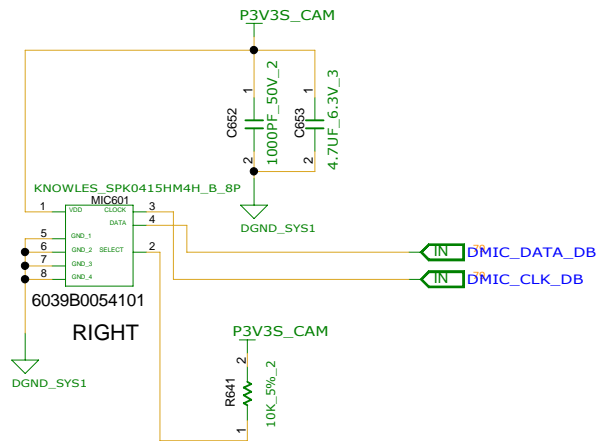 P3V3S_CAM
1
1
C652
1000PF_50V_2
C653
4.7UF_6.3V_3
2
2
KNOWLES_SPK0415HM4H_B_8P
MIC601
1
VDD
CLOCK
3
DATA
4
DGND_SYS1
5
GND_1
6
GND_2
SELECT
2
7
GND_3
8
GND_4
IN
DMIC_DATA_DB
IN
DMIC_CLK_DB
6039B0054101
RIGHT
P3V3S_CAM
2
R641
10K_5%_2
1
DGND_SYS1